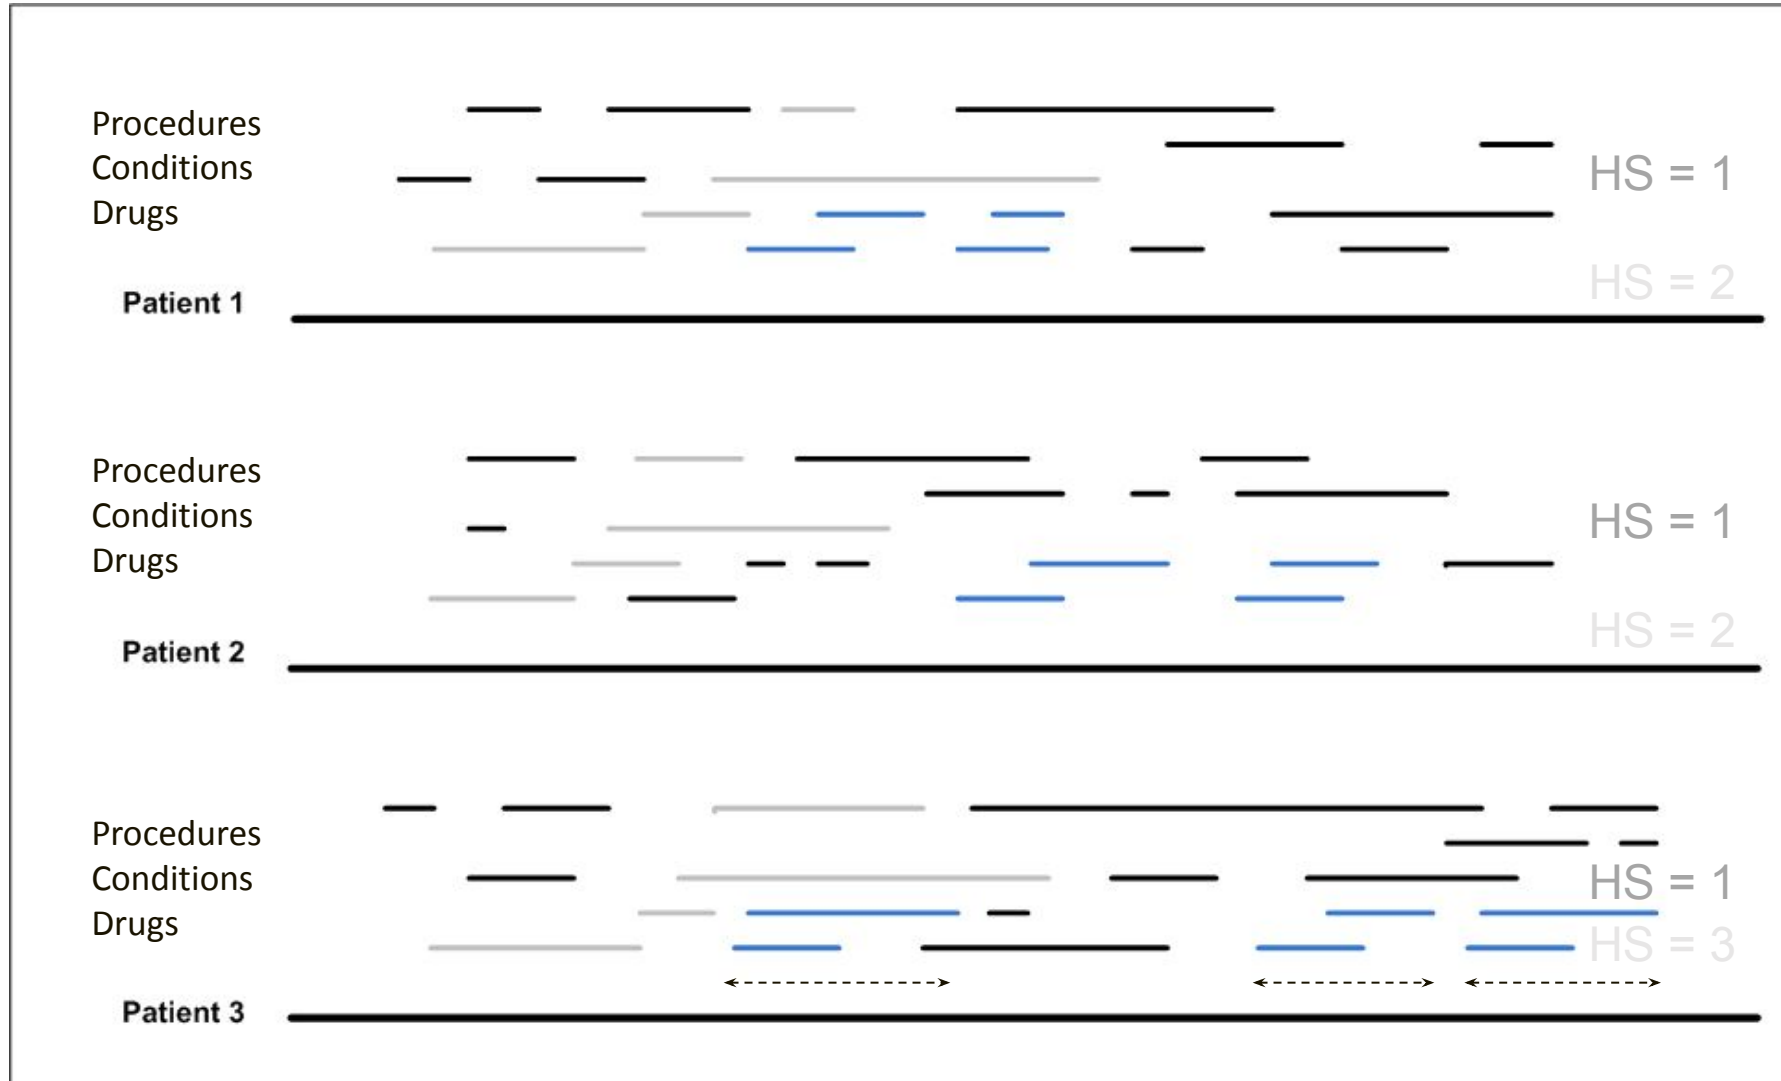 Procedures
Conditions
Drugs
HS = 1
HS = 2
Patient 1
Procedures
Conditions
Drugs
HS = 1
HS = 2
Patient 2
Procedures
Conditions
Drugs
HS = 1
HS = 3
Patient 3